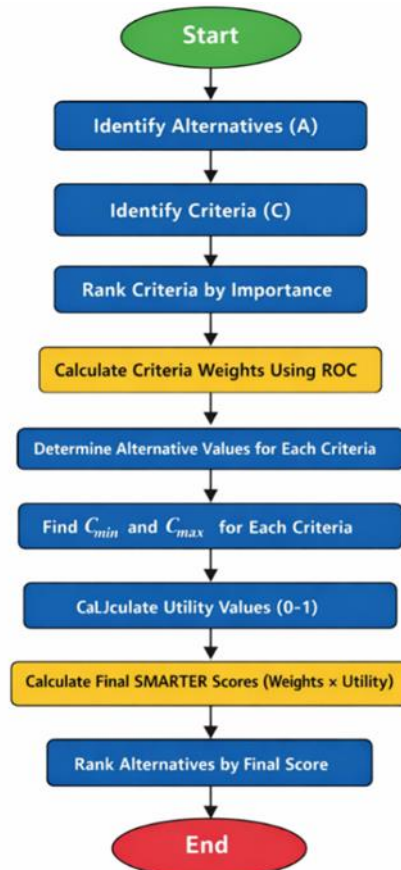 Start
Identify Alternatives (A)
Identify Criteria (C)
Rank Criteria by Importance
Calculate Criteria Weights Using ROC
Determine Alternative Values for Each Criteria
Find C_min and C_max for Each Criteria
CaLJculate Utility Values (0-1)
Calculate Final SMARTER Scores (Weights × Utility)
Rank Alternatives by Final Score
End